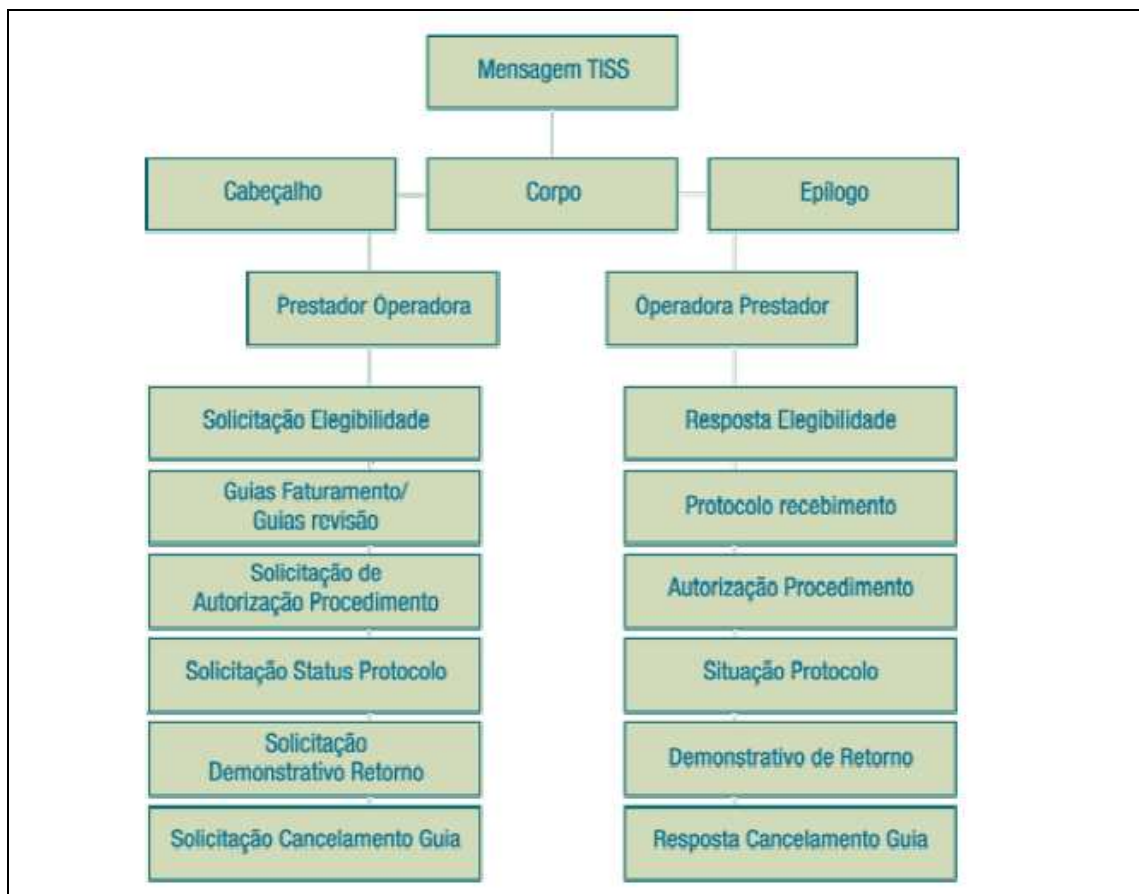 Mensagem TISS
Cabeçalho
Corpo
Epílogo
Prestador Operadora
Operadora Prestador
Solicitação Elegibilidade
Resposta Elegibilidade
Guias Faturamento/
Guias revisão
Protocolo recebimento
Solicitação de
Autorização Procedimento
Autorização Procedimento
Solicitação Status Protocolo
Situação Protocolo
Solicitação
Demonstrativo Retorno
Demonstrativo de Retorno
Solicitação Cancelamento Guia
Resposta Cancelamento Guia